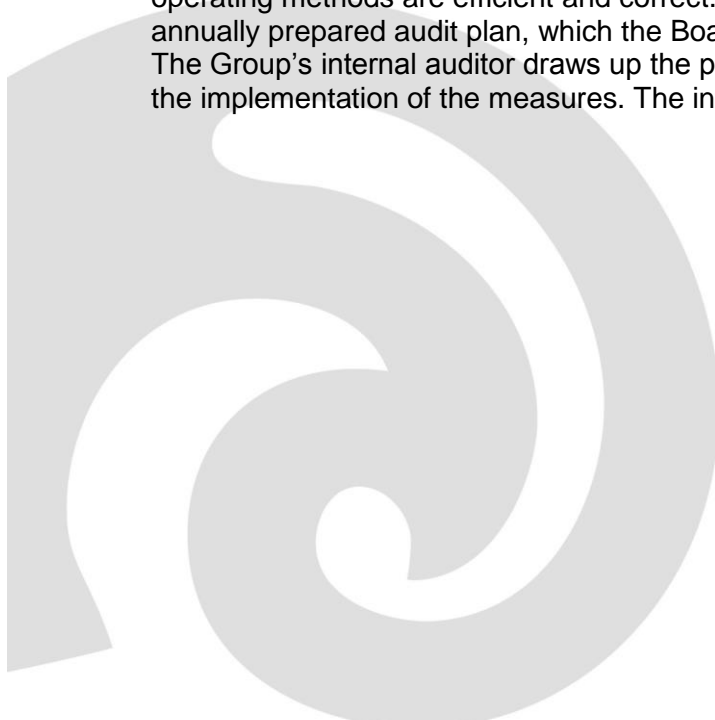 operating methods are efficient and correct.
annually prepared audit plan, which the Boa
The Group's internal auditor draws up the p
the implementation of the measures. The in